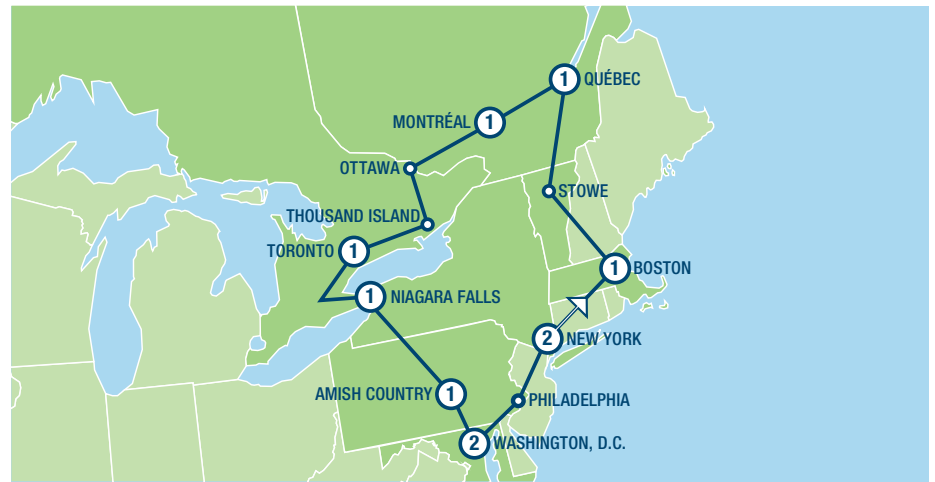 1 QUÉBEC
MONTRÉAL 1
OTTAWA
STOWE
THOUSAND ISLAND
TORONTO 1
1 BOSTON
1 NIAGARA FALLS
2 NEW YORK
AMISH COUNTRY 1
PHILADELPHIA
2 WASHINGTON, D.C.